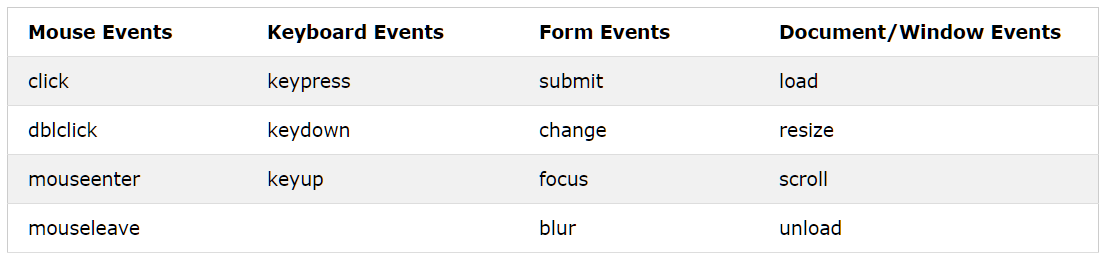 Mouse Events Keyboard Events Form Events Document/Window Events
click keypress submit load
dblclick keydown change resize
mouseenter keyup focus scroll
mouseleave blur unload